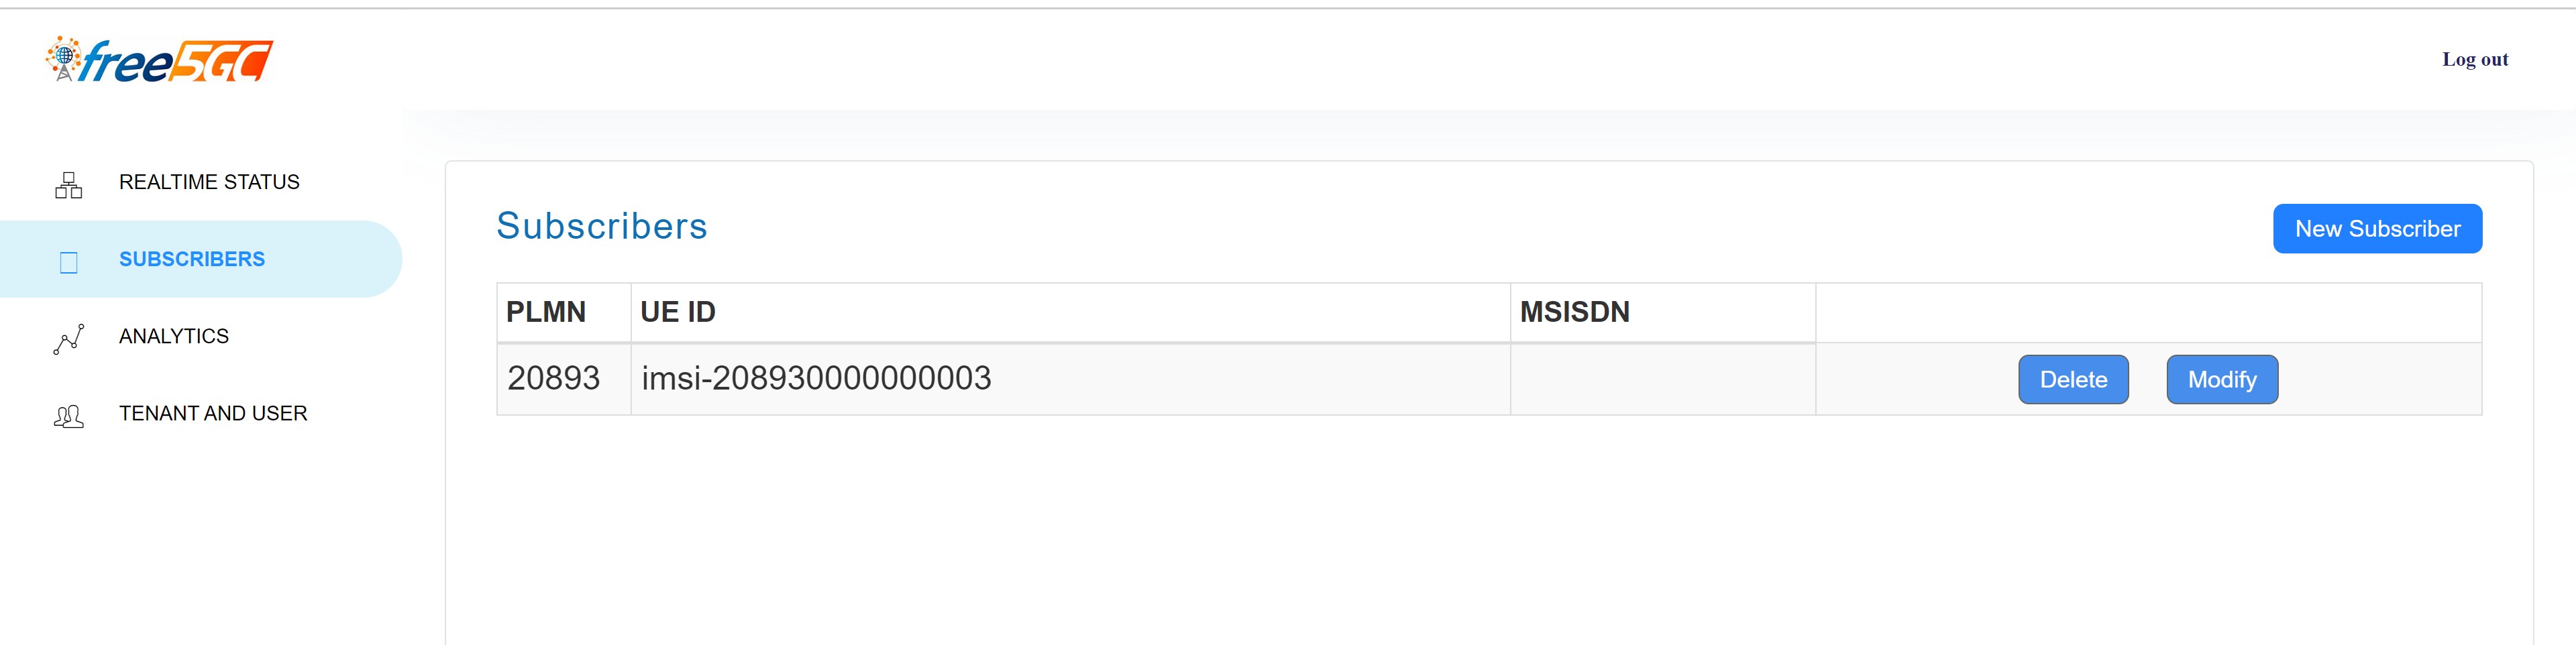 free5GC
Log out
REALTIME STATUS
SUBSCRIBERS
ANALYTICS
TENANT AND USER
Subscribers
New Subscriber
PLMN UE ID MSISDN
20893 imsi-208930000000003 Delete Modify